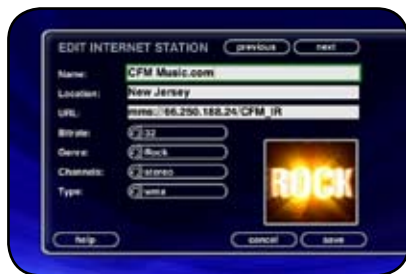 EDIT INTERNET STATION previous next
Name: CFM Music.com
Location: New Jersey
URL: mms://66.250.188.24/CFM_IR
Bitrate: 32
Genre: Rock
Channels: stereo
Type: wma
ROCK
help cancel save